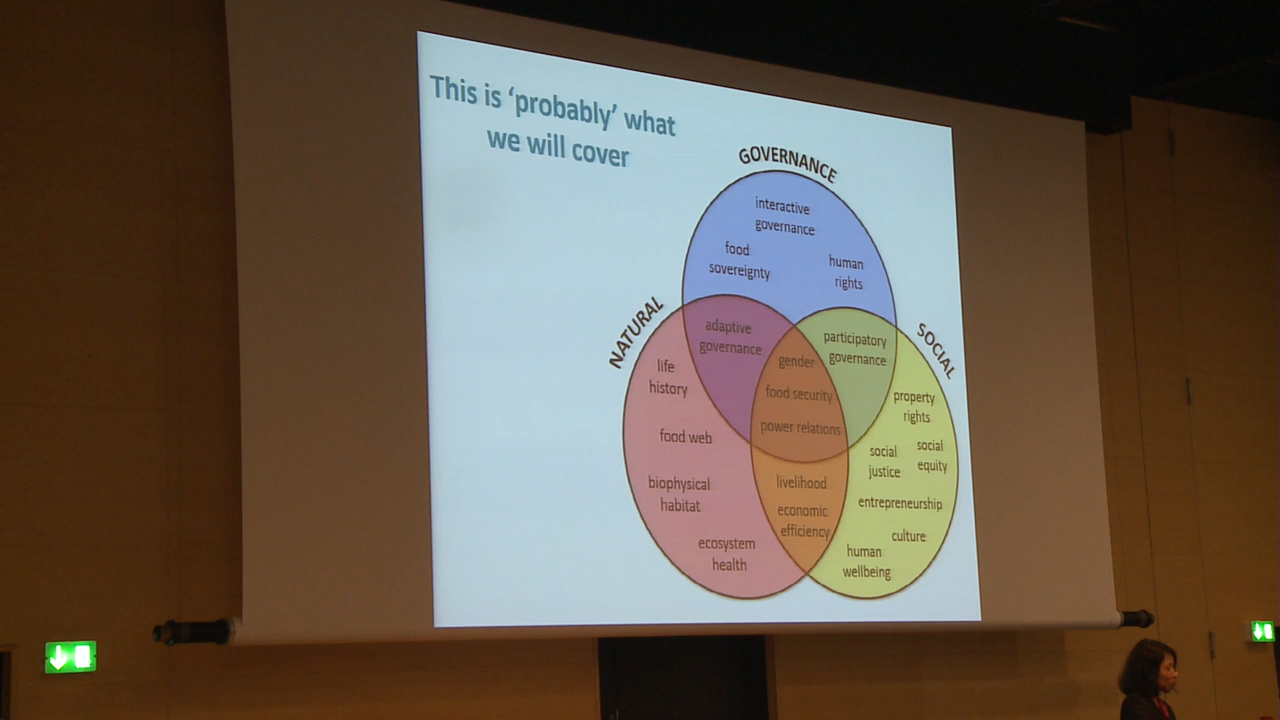 This is ‘probably’ what
we will cover
GOVERNANCE
interactive
governance
food
sovereignty
human
rights
NATURAL
SOCIAL
adaptive
governance
participatory
governance
gender
food security
power relations
life
history
food web
biophysical
habitat
ecosystem
health
livelihood
economic
efficiency
property
rights
social
justice
social
equity
entrepreneurship
culture
human
wellbeing